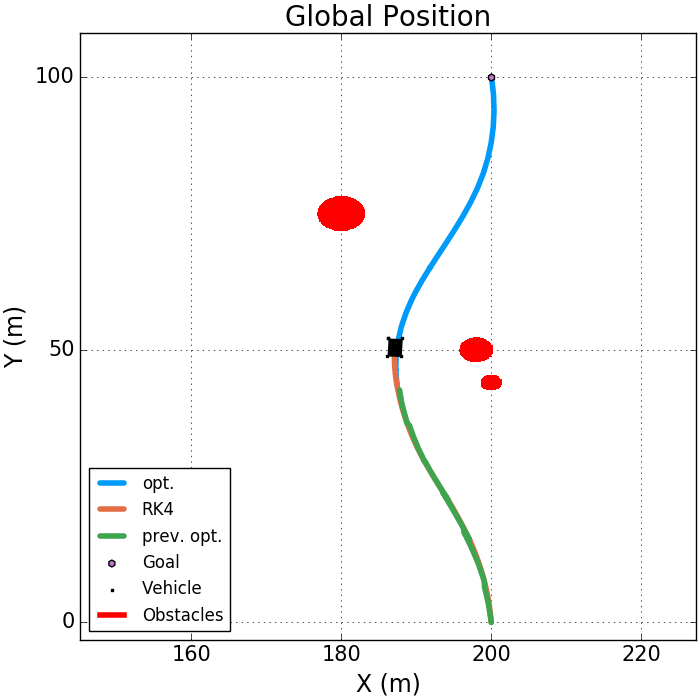 Global Position
100
50
0
Y (m)
opt.
RK4
prev. opt.
Goal
Vehicle
Obstacles
160
180
200
220
X (m)